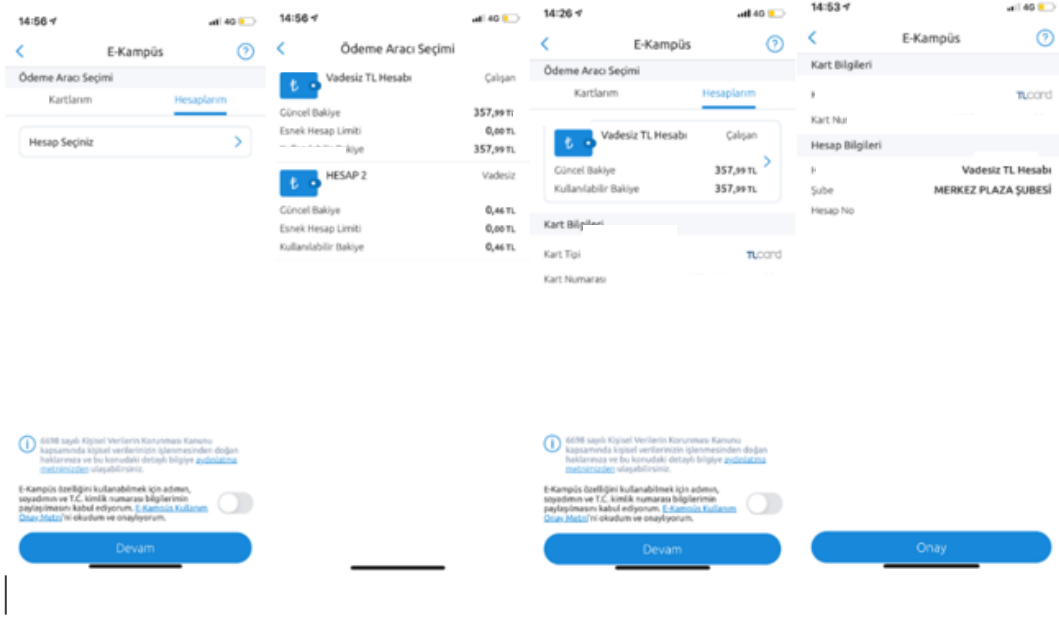 14:56
4G
E-Kampüs
?
Ödeme Aracı Seçimi
Kartlarım
Hesaplarım
Hesap Seçiniz
6698 sayılı Kişisel Verilerin Korunması Kanunu
kapsamında kişisel verilerinizin işlenmesinden doğan
haklarınıza ve bu konudaki detaylı bilgiye aydınlatma
metnimizden ulaşabilirsiniz.
E-Kampüs özelliğini kullanabilmek için adımın,
soyadımın ve T.C. kimlik numarası bilgilerimin
paylaşılmasını kabul ediyorum. E-Kampüs Kullanım
Onay Metni'ni okudum ve onaylıyorum.
Devam
14:56
4G
Ödeme Aracı Seçimi
Vadesiz TL Hesabı
Çalışan
Güncel Bakiye
357,99 TL
Esnek Hesap Limiti
0,00 TL
kiye
357,99 TL
HESAP 2
Vadesiz
Güncel Bakiye
0,46 TL
Esnek Hesap Limiti
0,00 TL
Kullanılabilir Bakiye
0,46 TL
14:26
4G
E-Kampüs
?
Ödeme Aracı Seçimi
Kartlarım
Hesaplarım
Vadesiz TL Hesabı
Çalışan
Güncel Bakiye
357,99 TL
Kullanılabilir Bakiye
357,99 TL
Kart Bilgileri
Kart Tipi
TLcard
Kart Numarası
6698 sayılı Kişisel Verilerin Korunması Kanunu
kapsamında kişisel verilerinizin işlenmesinden doğan
haklarınıza ve bu konudaki detaylı bilgiye aydınlatma
metnimizden ulaşabilirsiniz.
E-Kampüs özelliğini kullanabilmek için adımın,
soyadımın ve T.C. kimlik numarası bilgilerimin
paylaşılmasını kabul ediyorum. E-Kampüs Kullanım
Onay Metni'ni okudum ve onaylıyorum.
Devam
14:53
4G
E-Kampüs
?
Kart Bilgileri
TLcard
Kart Nu
Hesap Bilgileri
Vadesiz TL Hesabı
Şube
MERKEZ PLAZA ŞUBESİ
Hesap No
Onay